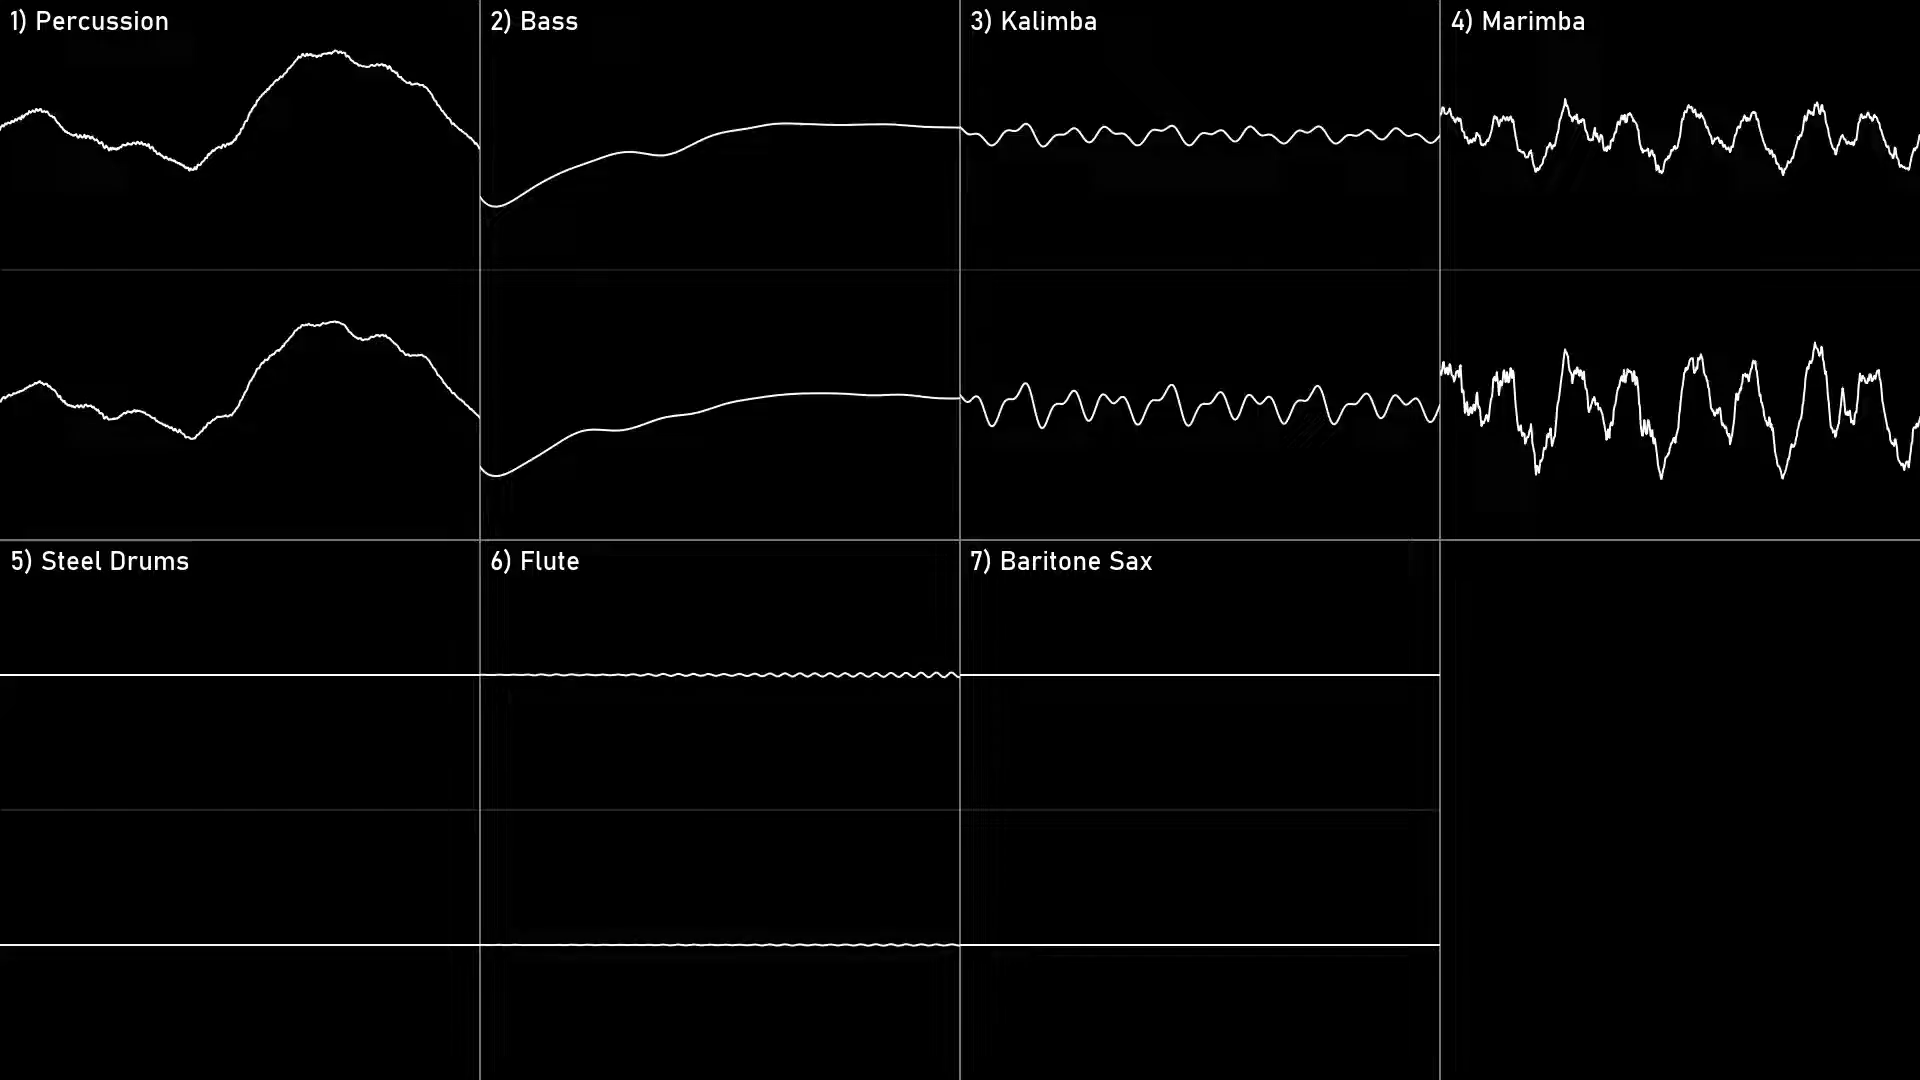 1) Percussion
2) Bass
3) Kalimba
4) Marimba
5) Steel Drums
6) Flute
7) Baritone Sax